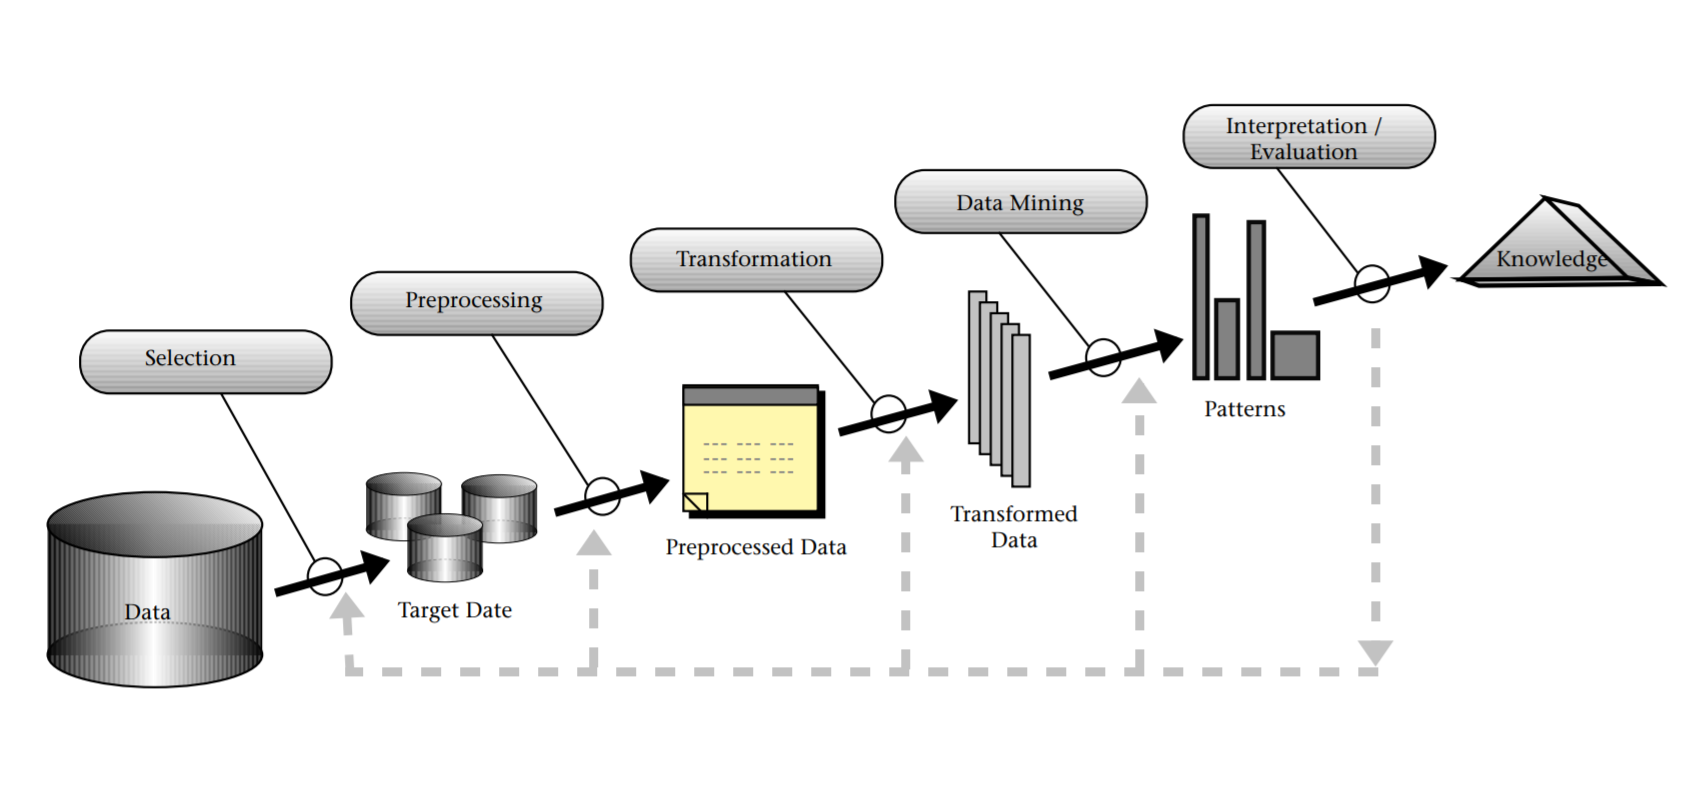 Interpretation /
Evaluation
Data Mining
Transformation
Preprocessing
Selection
Knowledge
Patterns
Transformed
Data
Preprocessed Data
Target Date
Data